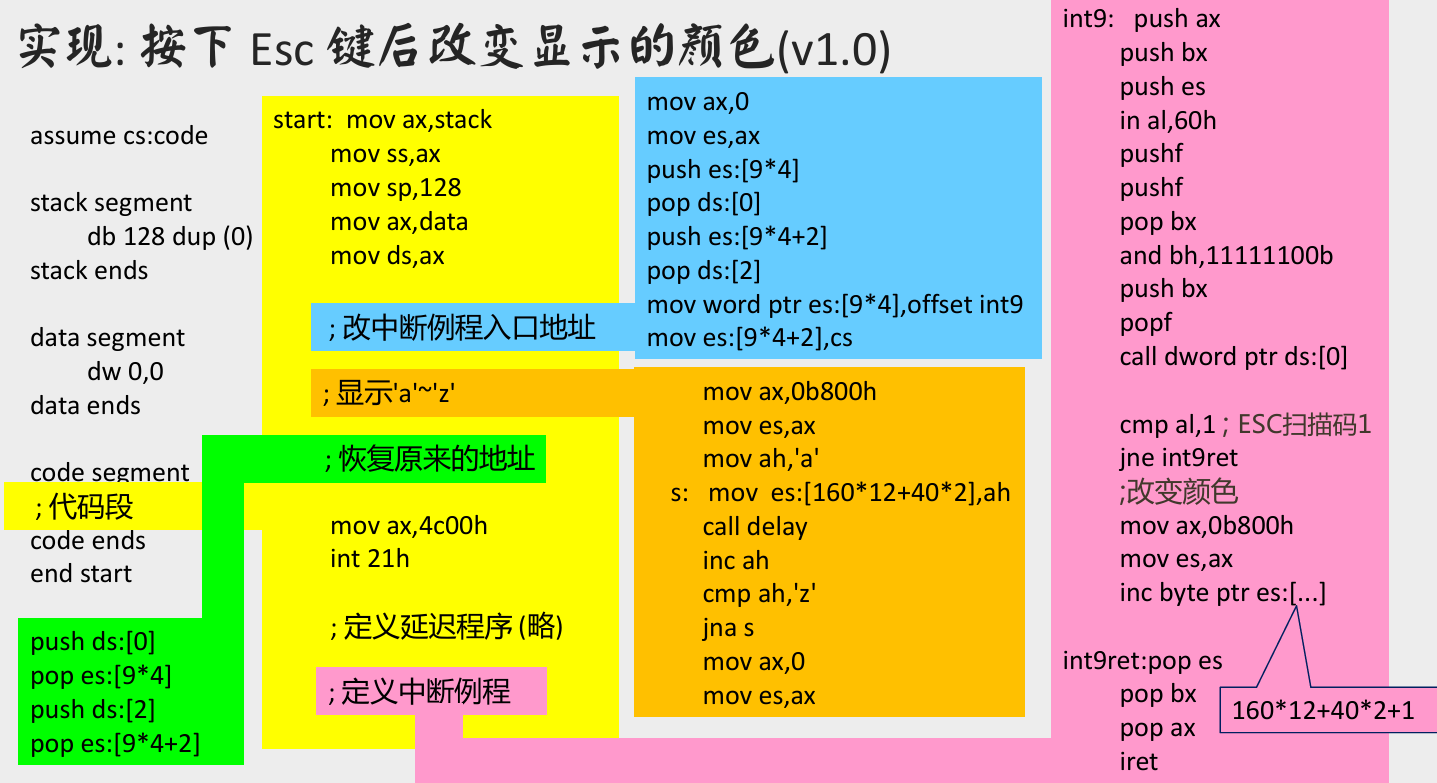 实现: 按下 Esc 键后改变显示的颜色(v1.0)
assume cs:code
stack segment
db 128 dup (0)
stack ends
data segment
dw 0,0
data ends
code segment
; 代码段
code ends
end start
push ds:[0]
pop es:[9*4]
push ds:[2]
pop es:[9*4+2]
start: mov ax,stack
mov ss,ax
mov sp,128
mov ax,data
mov ds,ax
; 改中断例程入口地址
; 显示'a'~'z'
; 恢复原来的地址
mov ax,4c00h
int 21h
; 定义延迟程序 (略)
; 定义中断例程
mov ax,0
mov es,ax
push es:[9*4]
pop ds:[0]
push es:[9*4+2]
pop ds:[2]
mov word ptr es:[9*4],offset int9
mov es:[9*4+2],cs
mov ax,0b800h
mov es,ax
mov ah,'a'
s: mov es:[160*12+40*2],ah
call delay
inc ah
cmp ah,'z'
jna s
mov ax,0
mov es,ax
int9: push ax
push bx
push es
in al,60h
pushf
pushf
pop bx
and bh,11111100b
push bx
popf
call dword ptr ds:[0]
cmp al,1 ; ESC扫描码1
jne int9ret
;改变颜色
mov ax,0b800h
mov es,ax
inc byte ptr es:[...]
int9ret:pop es
pop bx
160*12+40*2+1
pop ax
iret